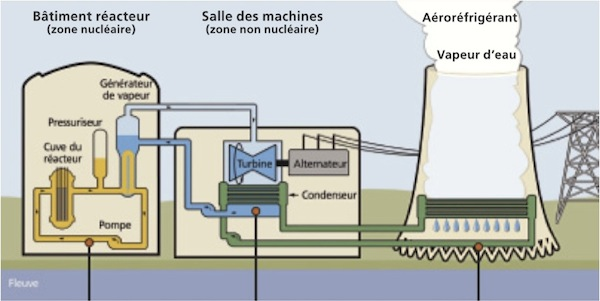 Bâtiment réacteur
(zone nucléaire)
Salle des machines
(zone non nucléaire)
Aéroréfrigérant
Vapeur d'eau
Générateur
de vapeur
Pressuriseur
Cuve du
réacteur
Turbine
Alternateur
Condenseur
Pompe
Fleuve